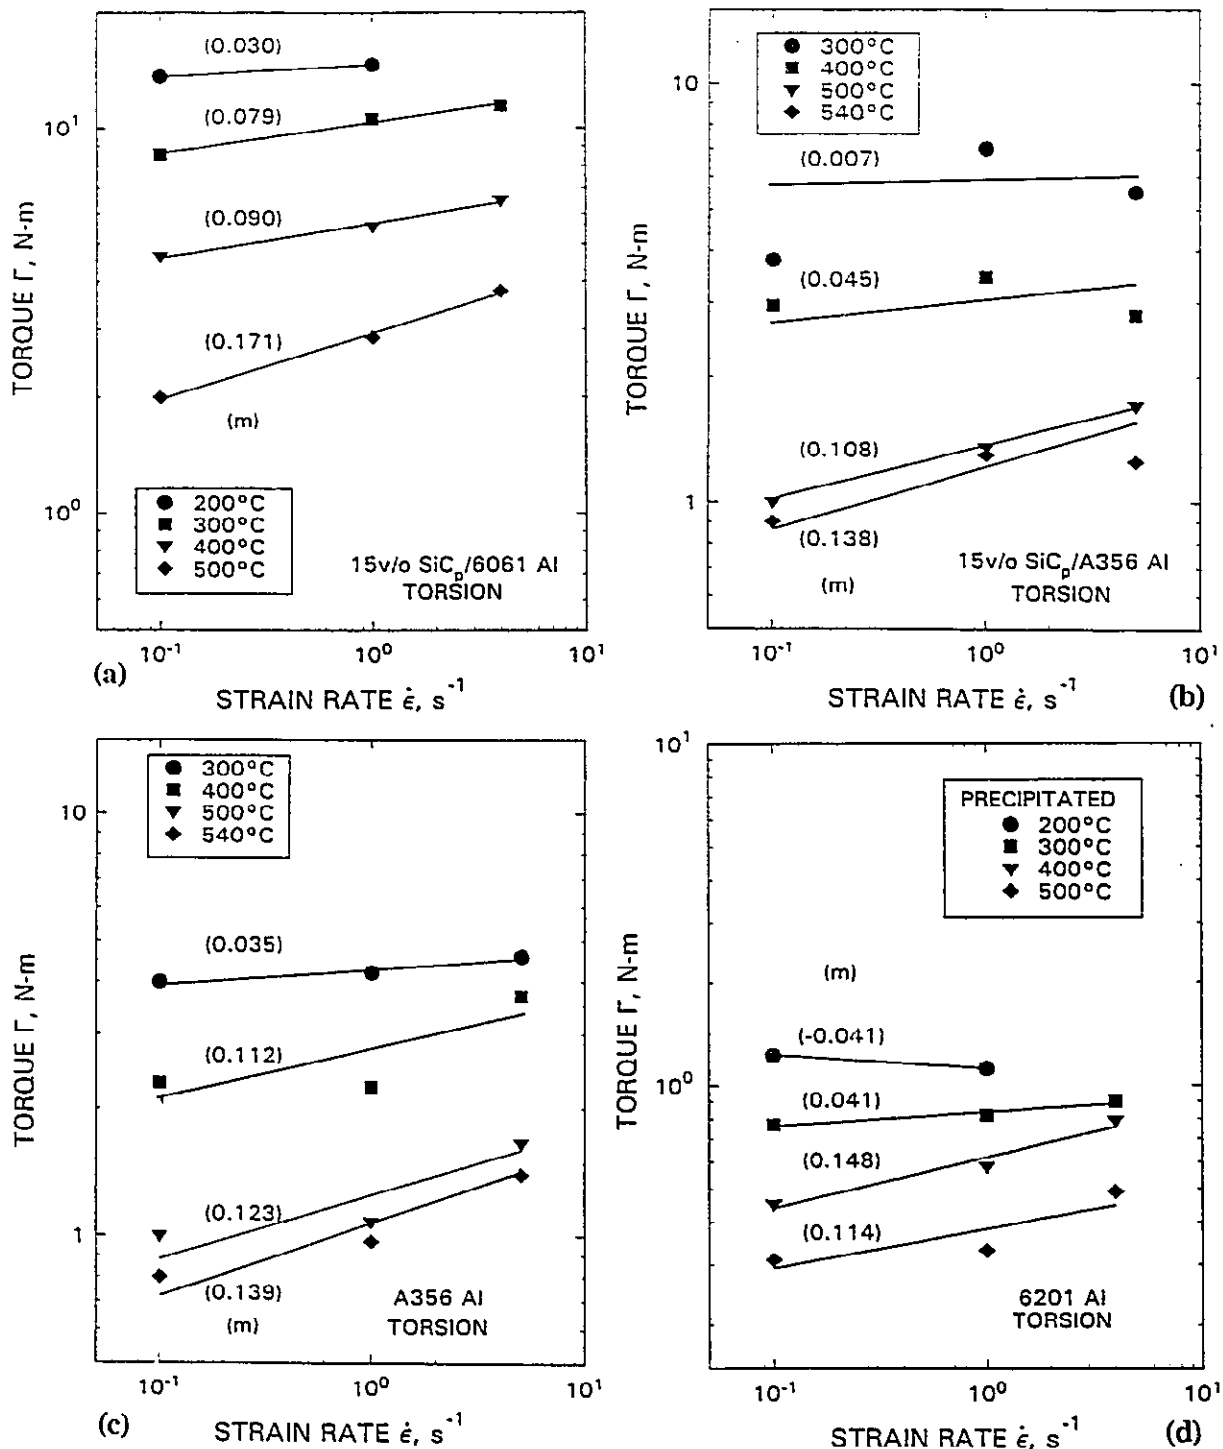 (0.030)
(0.079)
(0.090)
(0.171)
(m)
10¹
10⁰
TORQUE Γ, N-m
200°C
300°C
400°C
500°C
15v/o SiCₚ/6061 Al
TORSION
10⁻¹
10⁰
10¹
(a)
STRAIN RATE ε̇, s⁻¹
300°C
400°C
500°C
540°C
10
1
TORQUE Γ, N-m
(0.007)
(0.045)
(0.108)
(0.138)
(m)
15v/o SiCₚ/A356 Al
TORSION
10⁻¹
10⁰
10¹
STRAIN RATE ε̇, s⁻¹
(b)
300°C
400°C
500°C
540°C
10
1
TORQUE Γ, N-m
(0.035)
(0.112)
(0.123)
(0.139)
(m)
A356 Al
TORSION
10⁻¹
10⁰
10¹
(c)
STRAIN RATE ε̇, s⁻¹
10¹
10⁰
TORQUE Γ, N-m
PRECIPITATED
200°C
300°C
400°C
500°C
(m)
(-0.041)
(0.041)
(0.148)
(0.114)
6201 Al
TORSION
10⁻¹
10⁰
10¹
STRAIN RATE ε̇, s⁻¹
(d)